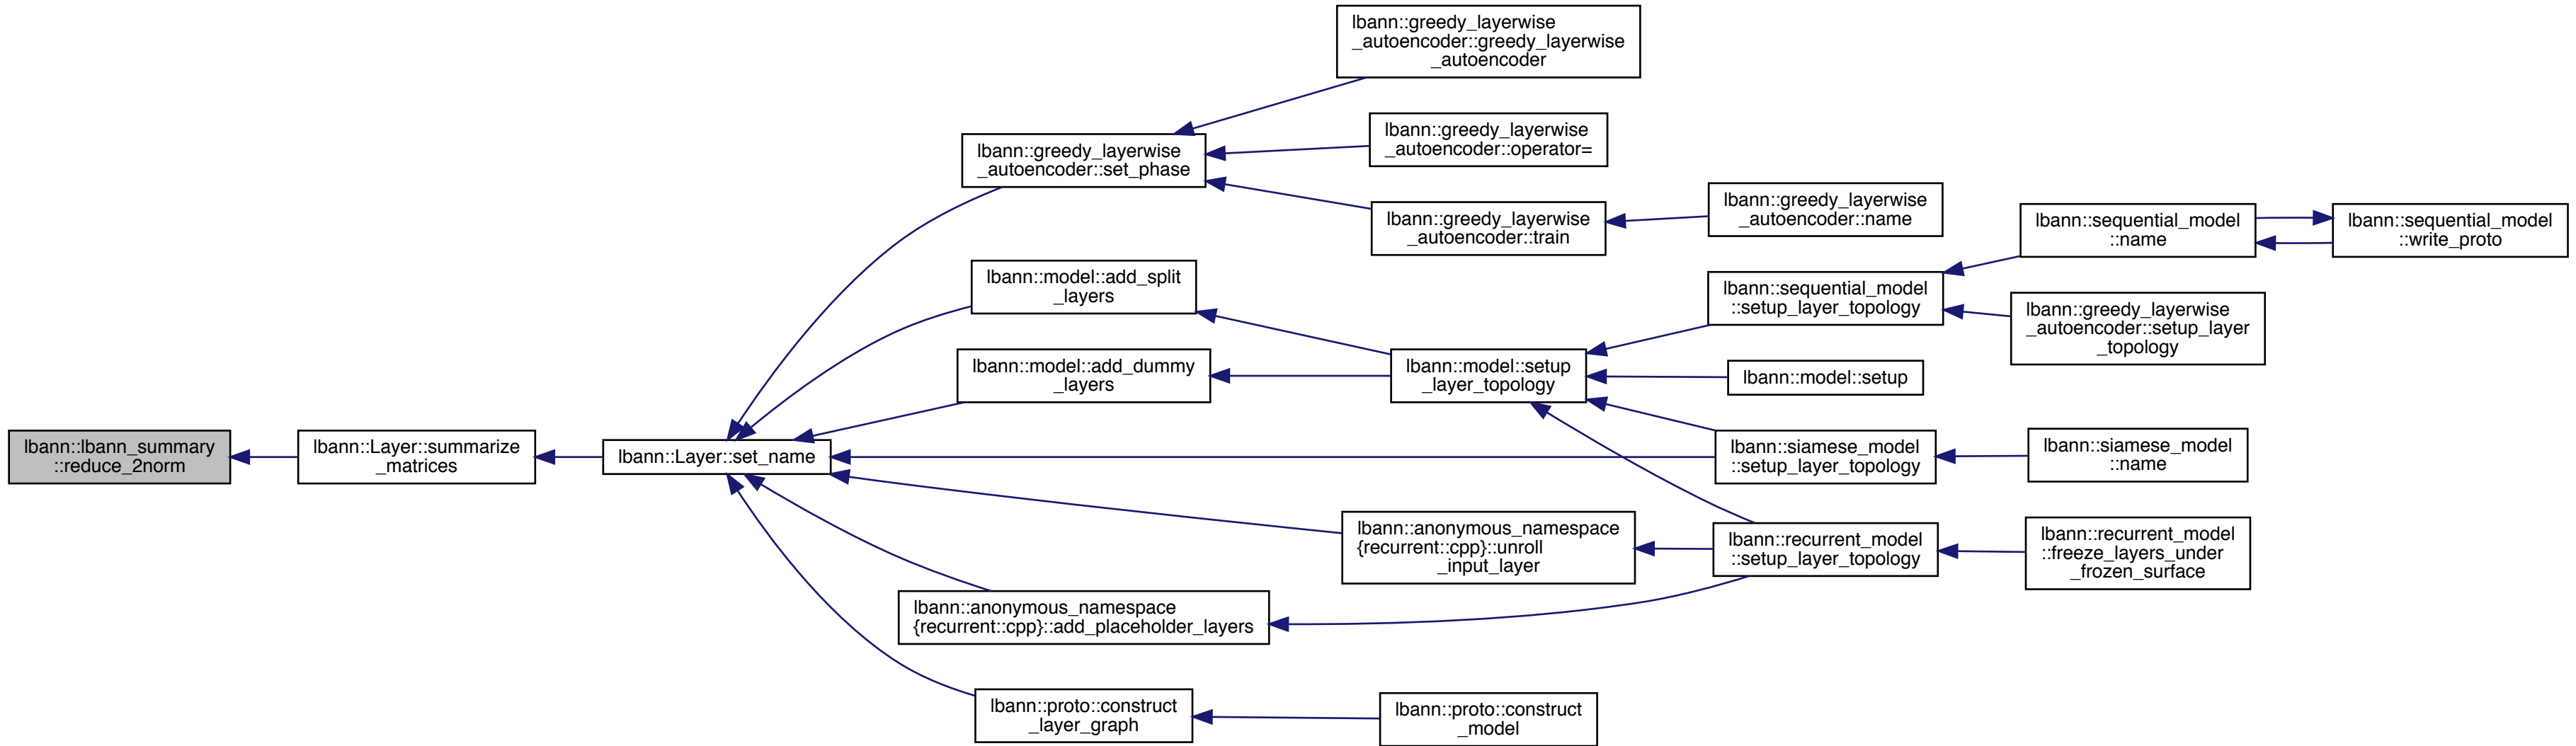 lbann::greedy_layerwise
_autoencoder::greedy_layerwise
_autoencoder
lbann::greedy_layerwise
_autoencoder::operator=
lbann::greedy_layerwise
_autoencoder::set_phase
lbann::greedy_layerwise
_autoencoder::train
lbann::greedy_layerwise
_autoencoder::name
lbann::sequential_model
::name
lbann::sequential_model
::write_proto
lbann::model::add_split
_layers
lbann::sequential_model
::setup_layer_topology
lbann::greedy_layerwise
_autoencoder::setup_layer
_topology
lbann::model::add_dummy
_layers
lbann::model::setup
_layer_topology
lbann::model::setup
lbann::lbann_summary
::reduce_2norm
lbann::Layer::summarize
_matrices
lbann::Layer::set_name
lbann::siamese_model
::setup_layer_topology
lbann::siamese_model
::name
lbann::anonymous_namespace
{recurrent::cpp}::unroll
_input_layer
lbann::recurrent_model
::setup_layer_topology
lbann::recurrent_model
::freeze_layers_under
_frozen_surface
lbann::anonymous_namespace
{recurrent::cpp}::add_placeholder_layers
lbann::proto::construct
_layer_graph
lbann::proto::construct
_model